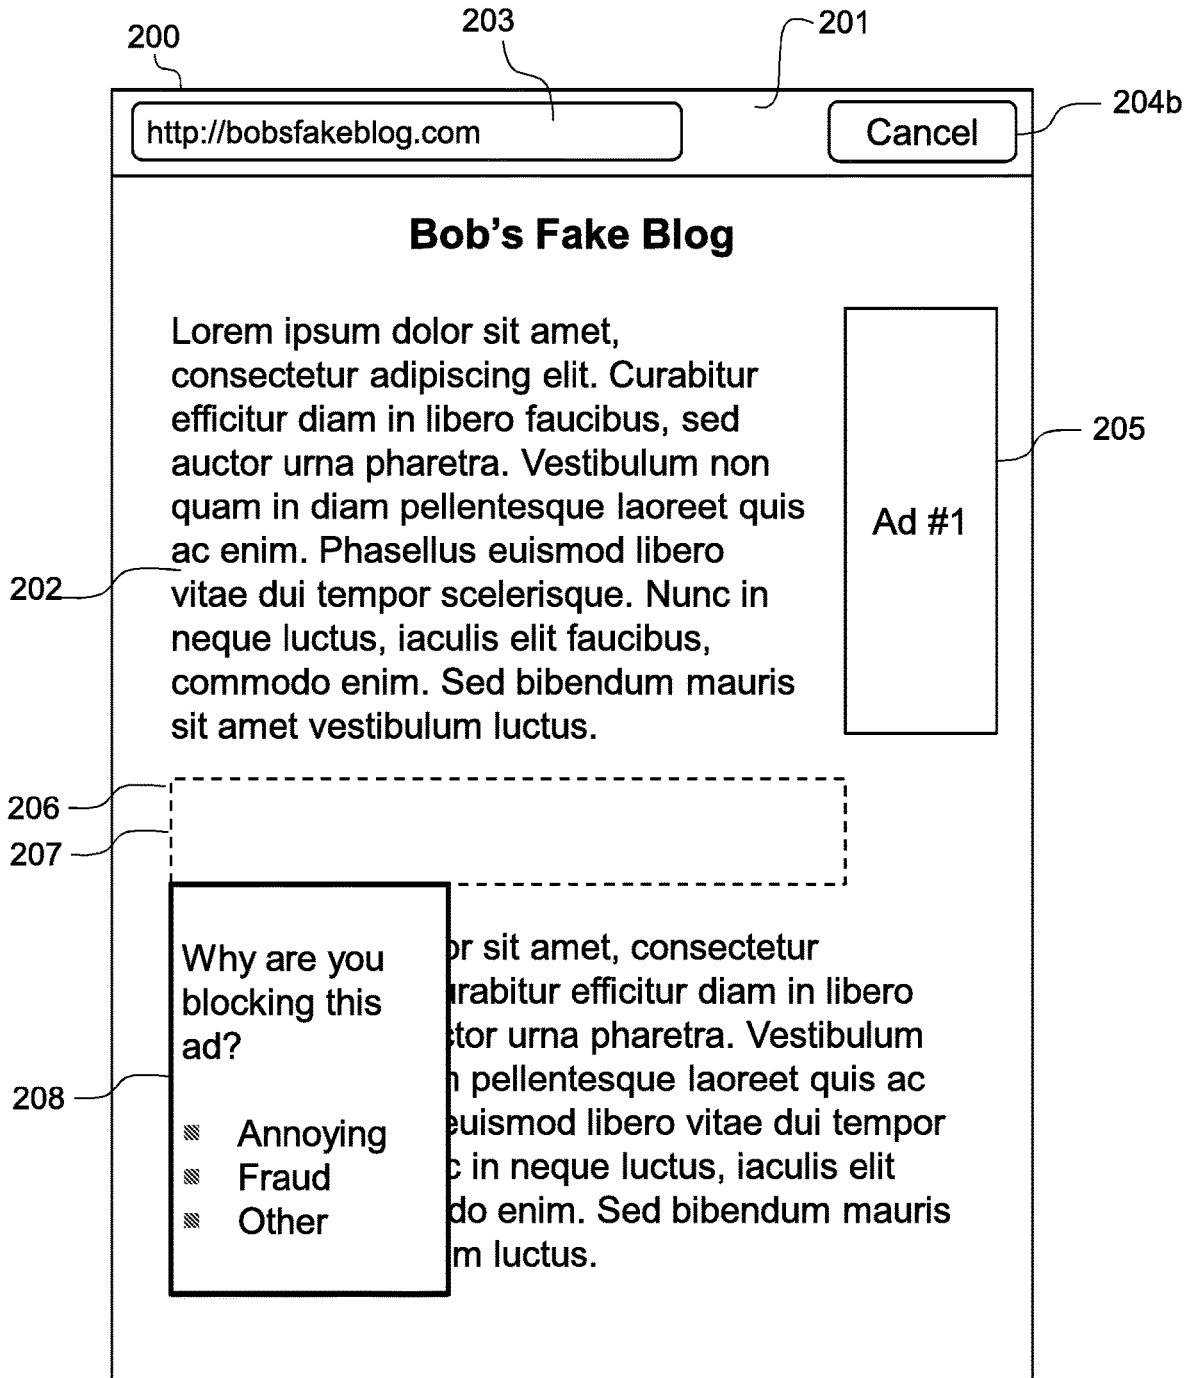 200
203
201
204b
http://bobsfakeblog.com
Cancel
Bob's Fake Blog
Lorem ipsum dolor sit amet,
consectetur adipiscing elit. Curabitur
efficitur diam in libero faucibus, sed
auctor urna pharetra. Vestibulum non
quam in diam pellentesque laoreet quis
ac enim. Phasellus euismod libero
vitae dui tempor scelerisque. Nunc in
neque luctus, iaculis elit faucibus,
commodo enim. Sed bibendum mauris
sit amet vestibulum luctus.
Ad #1
205
202
206
207
208
Why are you
blocking this
ad?
Annoying
Fraud
Other
or sit amet, consectetur
urabitur efficitur diam in libero
ctor urna pharetra. Vestibulum
n pellentesque laoreet quis ac
euismod libero vitae dui tempor
c in neque luctus, iaculis elit
do enim. Sed bibendum mauris
m luctus.